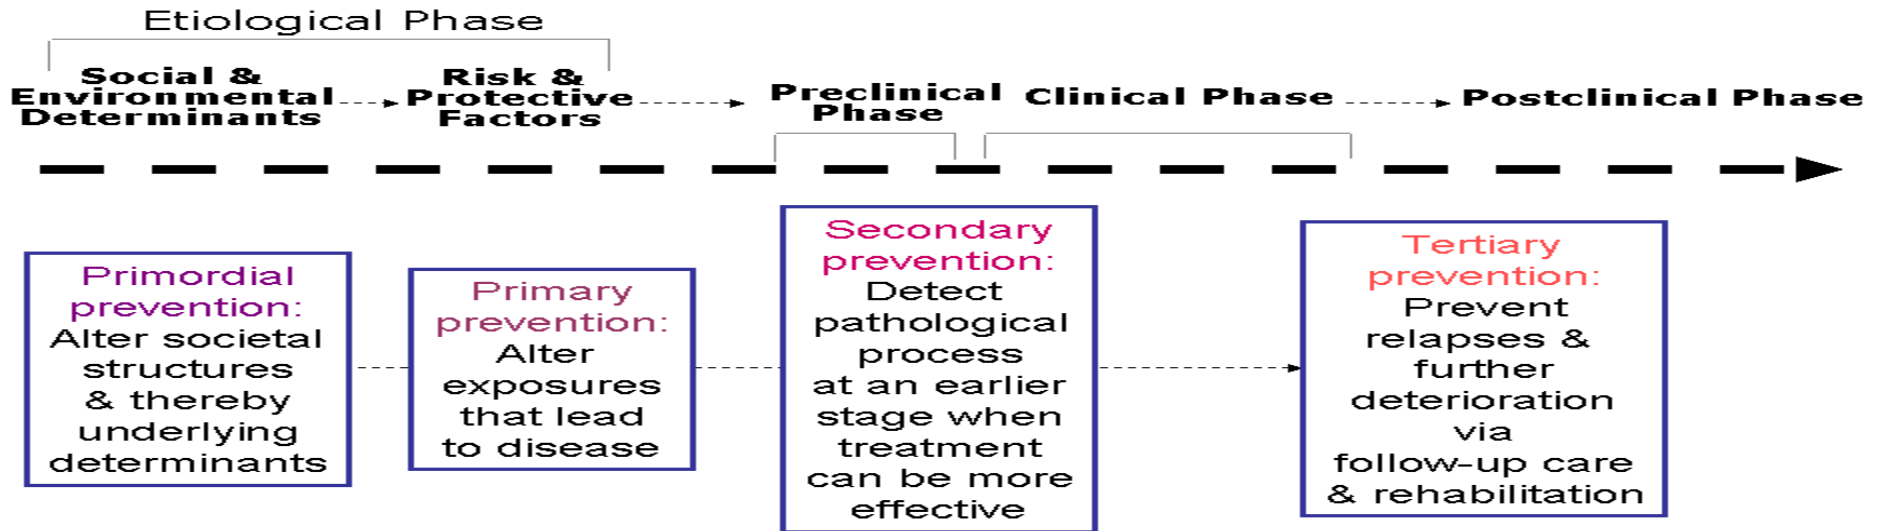 Etiological Phase
Social &
Environmental
Determinants
Risk &
Protective
Factors
Preclinical
Phase
Clinical Phase
Postclinical Phase
Primordial
prevention:
Alter societal
structures
& thereby
underlying
determinants
Primary
prevention:
Alter
exposures
that lead
to disease
Secondary
prevention:
Detect
pathological
process
at an earlier
stage when
treatment
can be more
effective
Tertiary
prevention:
Prevent
relapses &
further
deterioration
via
follow-up care
& rehabilitation